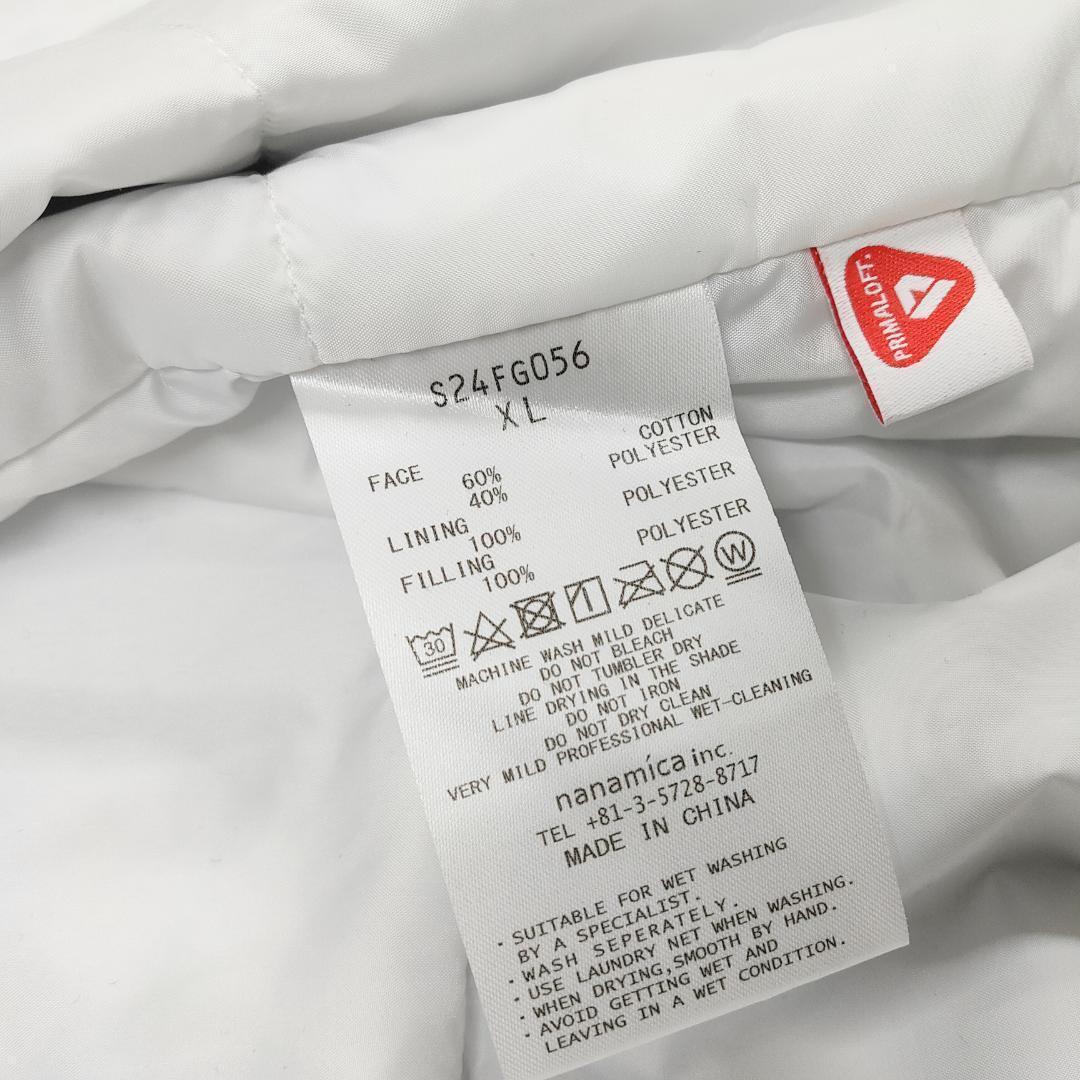 S24FG056
XL
FACE 60% COTTON
40% POLYESTER
LINING
100% POLYESTER
FILLING
100% POLYESTER
30 W
MACHINE WASH MILD DELICATE
DO NOT BLEACH
DO NOT TUMBLER DRY
LINE DRYING IN THE SHADE
DO NOT IRON
DO NOT DRY CLEAN
VERY MILD PROFESSIONAL WET-CLEANING
nanamíca inc.
TEL +81-3-5728-8717
MADE IN CHINA
· SUITABLE FOR WET WASHING
BY A SPECIALIST.
· WASH SEPERATELY.
· USE LAUNDRY NET WHEN WASHING.
· WHEN DRYING,SMOOTH BY HAND.
· AVOID GETTING WET AND
LEAVING IN A WET CONDITION.
PRIMALOFT.